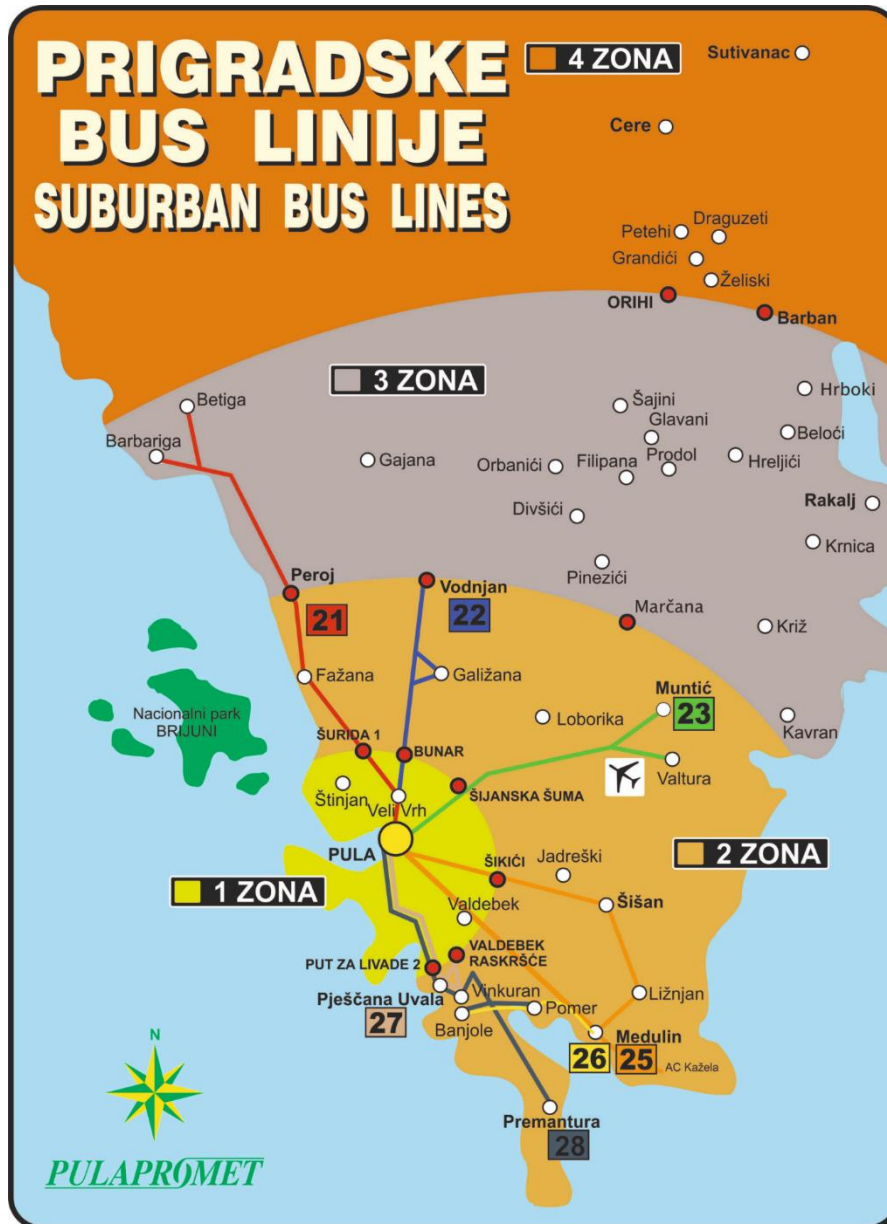 PRIGRADSKE
BUS LINIJE
SUBURBAN BUS LINES
4 ZONA
Sutivanac
Cere
Draguzeti
Petehi
Grandići
Želiski
ORIHI
Barban
3 ZONA
Betiga
Hrboki
Šajini
Glavani
Beloći
Barbariga
Gajana
Orbanići
Filipana
Prodol
Hreljići
Rakalj
Divšići
Krnica
Pinezići
Peroj
Vodnjan
21
22
Marčana
Križ
Fažana
Galižana
Muntić
23
Nacionalni park
BRIJUNI
Loborika
Kavran
ŠURIDA 1
BUNAR
Valtura
Štinjan
Veli Vrh
ŠIJANSKA ŠUMA
PULA
2 ZONA
ŠIKIĆI
Jadreški
1 ZONA
Valdebek
Šišan
VALDEBEK
RASKRŠĆE
PUT ZA LIVADE 2
Pješčana Uvala
Vinkuran
Ližnjan
27
Banjole
Pomer
Medulin
26
25
AC Kažela
N
Premantura
28
PULAPROMET